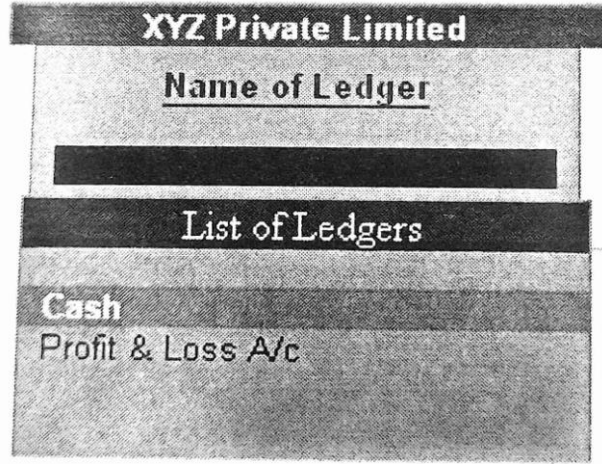 XYZ Private Limited
Name of Ledger
List of Ledgers
Cash
Profit & Loss A/c